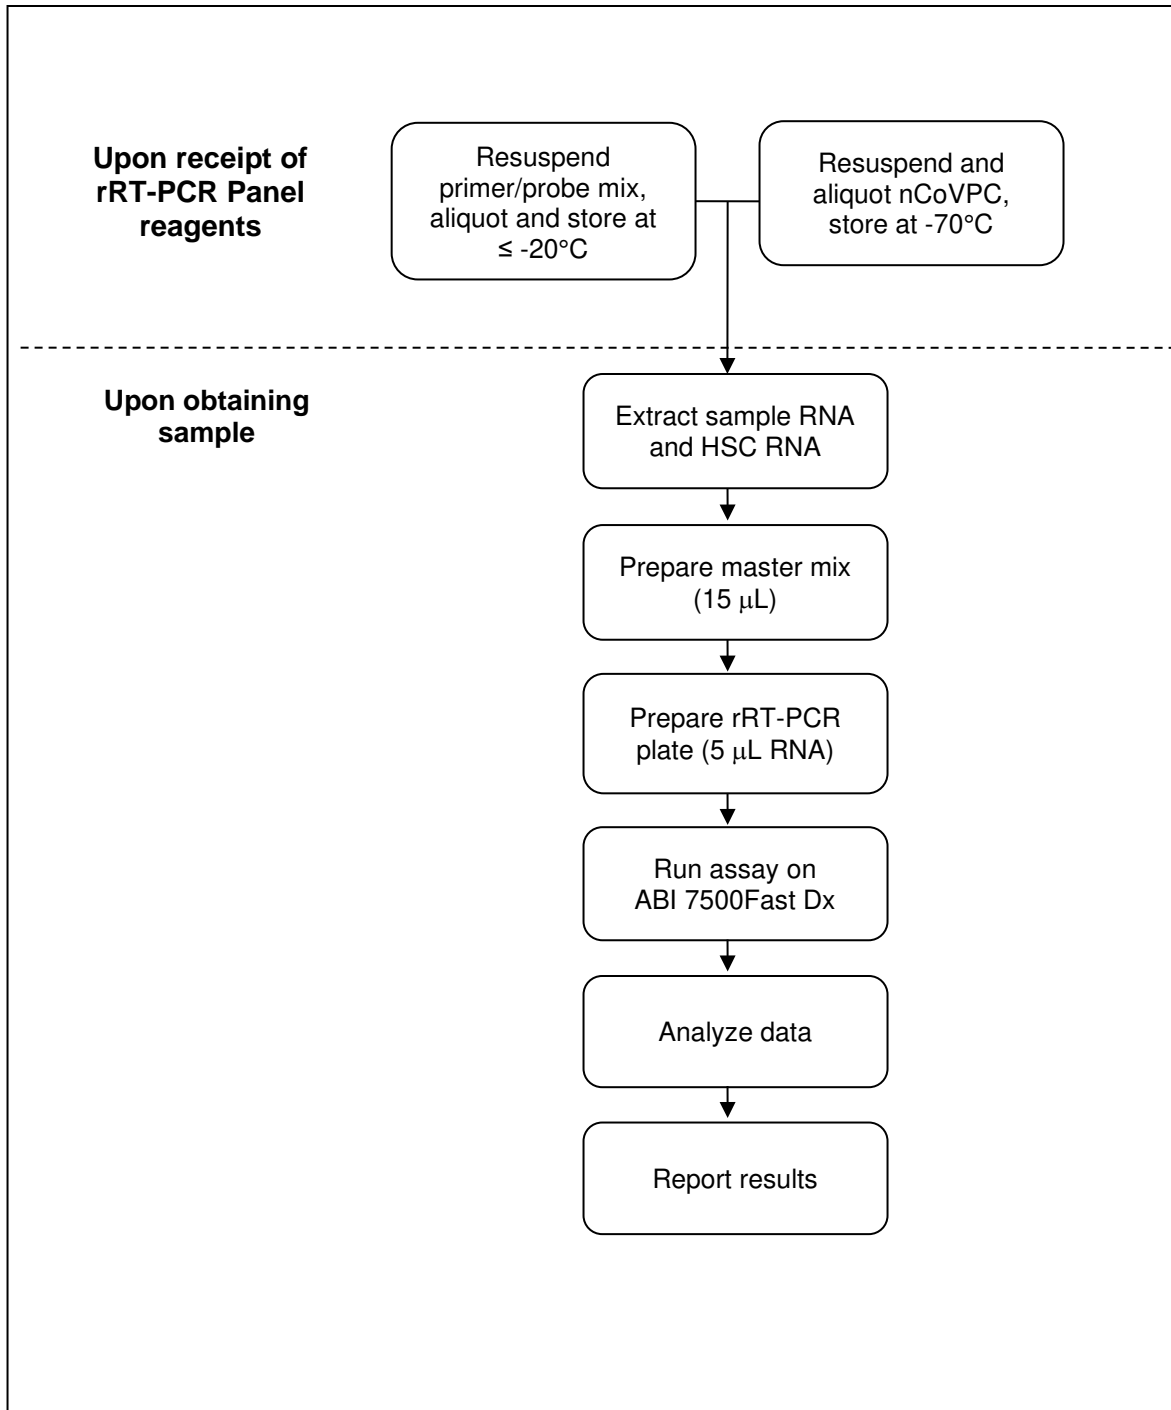 Upon receipt of
rRT-PCR Panel
reagents
Resuspend
primer/probe mix,
aliquot and store at
≤ -20°C
Resuspend and
aliquot nCoVPC,
store at -70°C
Upon obtaining
sample
Extract sample RNA
and HSC RNA
Prepare master mix
(15 μL)
Prepare rRT-PCR
plate (5 μL RNA)
Run assay on
ABI 7500Fast Dx
Analyze data
Report results